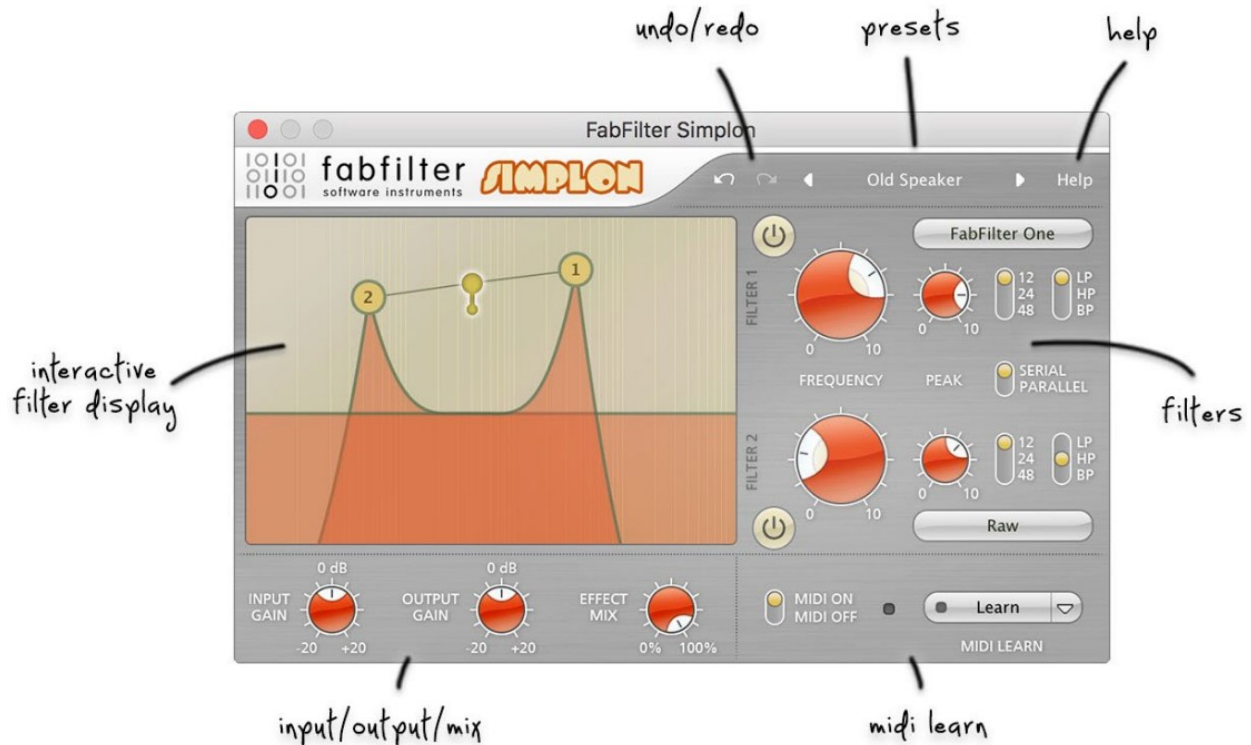 undo/redo
presets
help
FabFilter Simplon
fabfilter
software instruments
SIMPLON
Old Speaker
Help
FabFilter One
FILTER 1
12
24
48
LP
HP
BP
0 10
0 10
FREQUENCY
PEAK
SERIAL
PARALLEL
2
1
interactive
filter display
filters
FILTER 2
12
24
48
LP
HP
BP
0 10
0 10
Raw
INPUT
GAIN
0 dB
-20 +20
OUTPUT
GAIN
0 dB
-20 +20
EFFECT
MIX
0% 100%
MIDI ON
MIDI OFF
Learn
MIDI LEARN
input/output/mix
midi learn